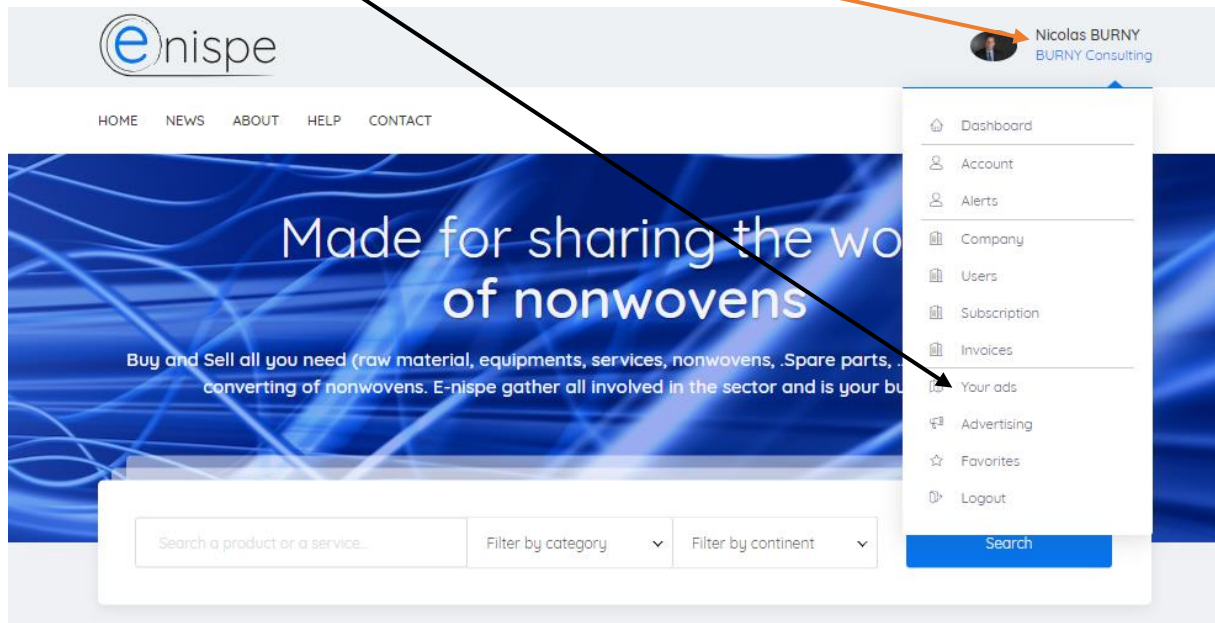 enispe
Nicolas BURNY
BURNY Consulting
HOME NEWS ABOUT HELP CONTACT
Dashboard
Account
Alerts
Company
Users
Subscription
Invoices
Your ads
Advertising
Favorites
Logout
Made for sharing the wo
of nonwovens
Buy and Sell all you need (raw material, equipments, services, nonwovens, .Spare parts, ..
converting of nonwovens. E-nispe gather all involved in the sector and is your bu
Search a product or a service...
Filter by category
Filter by continent
Search